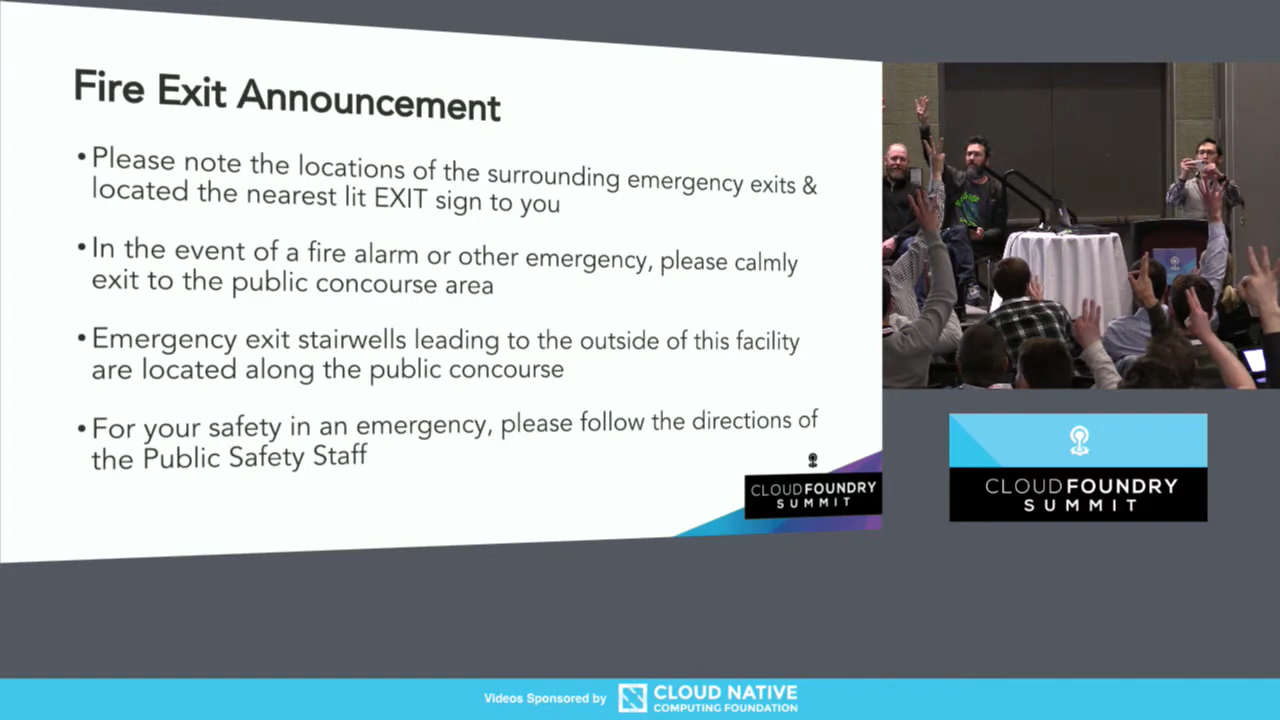 Fire Exit Announcement
•Please note the locations of the surrounding emergency exits &
located the nearest lit EXIT sign to you
•In the event of a fire alarm or other emergency, please calmly
exit to the public concourse area
•Emergency exit stairwells leading to the outside of this facility
are located along the public concourse
•For your safety in an emergency, please follow the directions of
the Public Safety Staff
CLOUDFOUNDRY
SUMMIT
CLOUDFOUNDRY
SUMMIT
Videos Sponsored by
CLOUD NATIVE
COMPUTING FOUNDATION